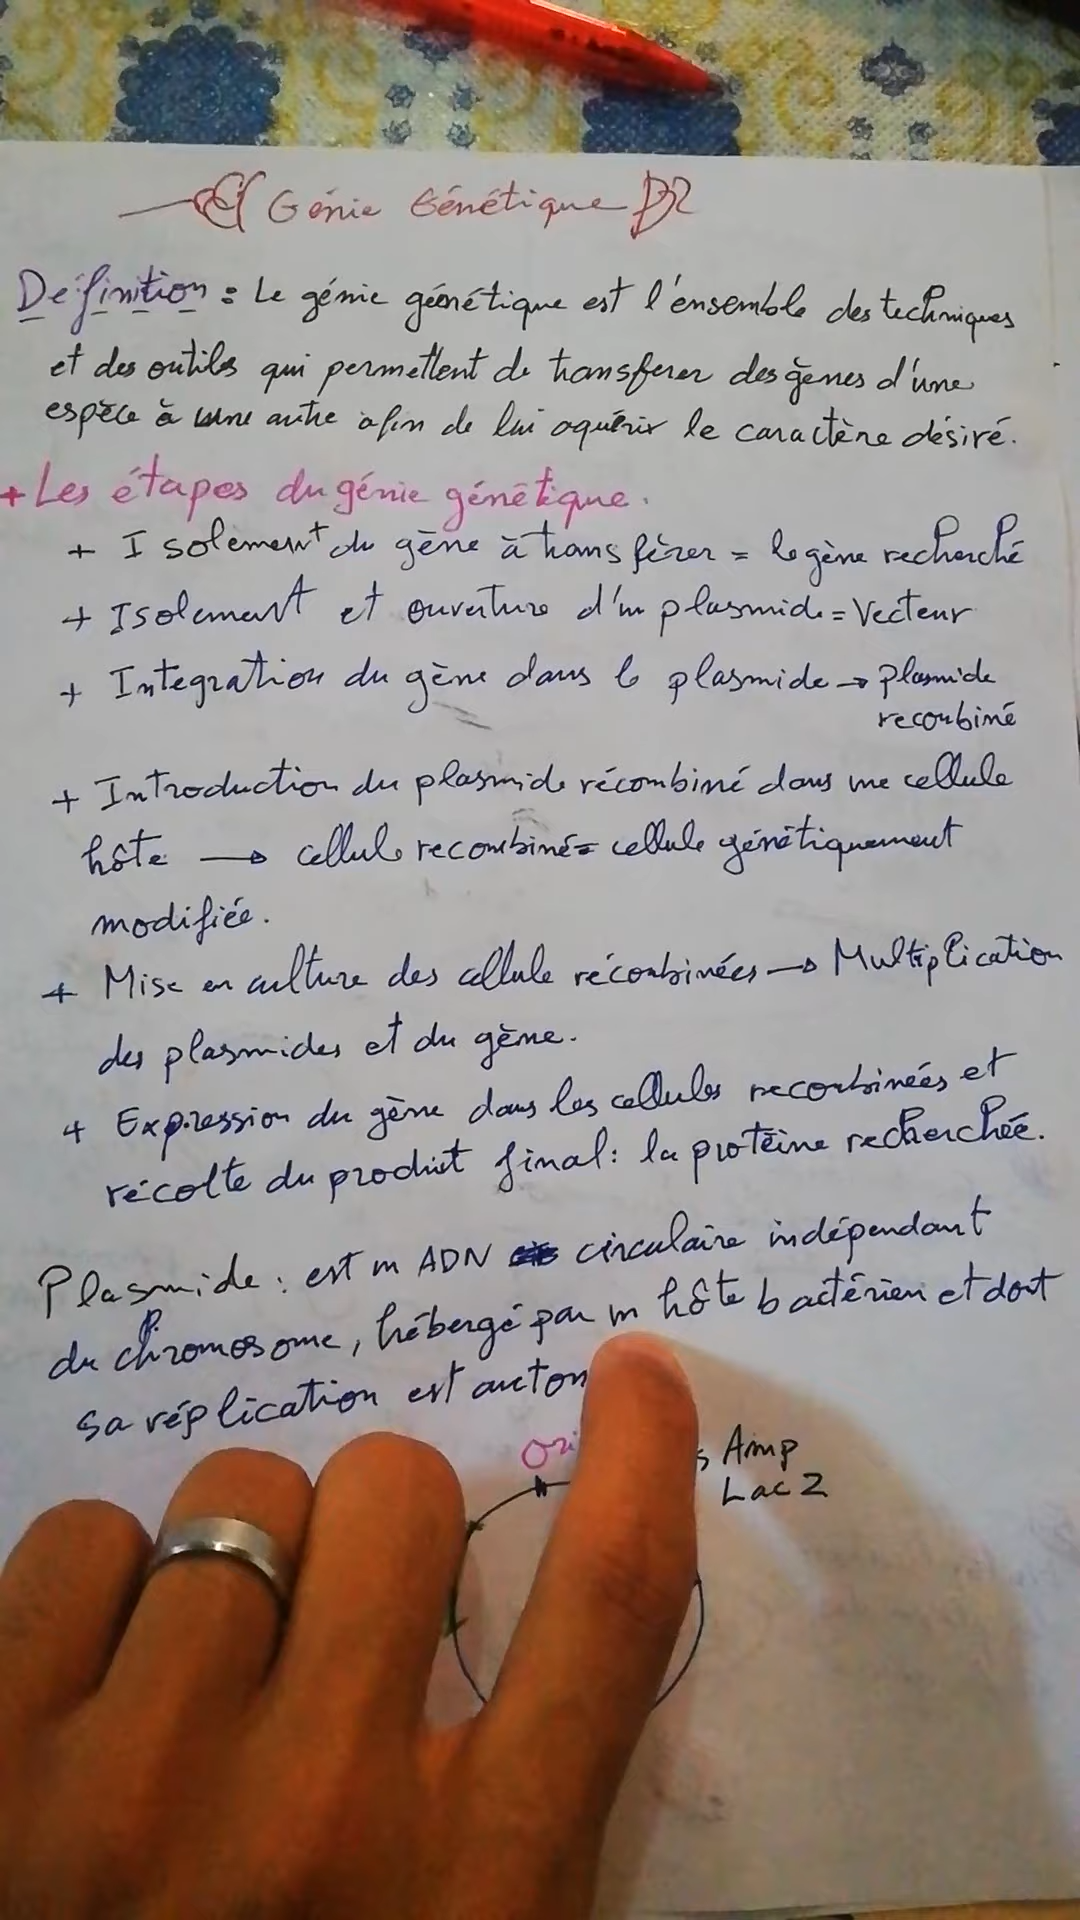 Génie Génétique
Définition : Le génie géonétique est l'ensemble des techniques
et des outils qui permettent de transferer des gènes d'une
espèce à une autre afin de lui aquérir le caractère désiré.
+ Les étapes du génie génétique.
+ Isolement du gène à transférer = le gène recherché
+ Isolement et ouverture d'un plasmide = Vecteur
+ Integration du gène dans le plasmide → plasmide
recombiné
+ Introduction du plasmide récombiné dans une cellule
hôte → cellule recombiné = cellule génétiquement
modifiée.
+ Mise en culture des cellule récombinées → Multiplication
des plasmides et du gène.
+ Expression du gène dans les cellules recombinées et
récolte du produit final : la protéine recherchée.
Plasmide : est un ADN circulaire indépendant
du chromosome, hébergé par un hôte bactérien et dont
sa réplication est auton
Ori
s Amp
Lac Z